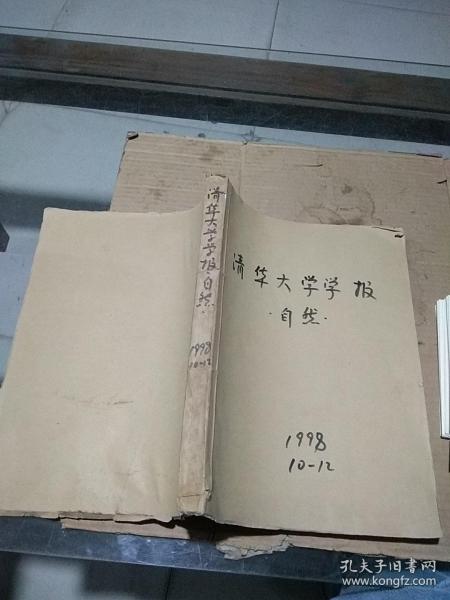 清华大学学报·自然·
1998
10-12
清华大学学报
·自然·
1998
10-12
孔夫子旧书网
www.kongfz.com